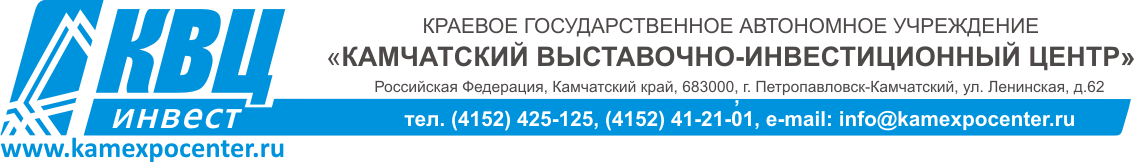 КВЦ
инвест
www.kamexpocenter.ru
КРАЕВОЕ ГОСУДАРСТВЕННОЕ АВТОНОМНОЕ УЧРЕЖДЕНИЕ
«КАМЧАТСКИЙ ВЫСТАВОЧНО-ИНВЕСТИЦИОННЫЙ ЦЕНТР»
Российская Федерация, Камчатский край, 683000, г. Петропавловск-Камчатский, ул. Ленинская, д.62
тел. (4152) 425-125, (4152) 41-21-01, e-mail: info@kamexpocenter.ru